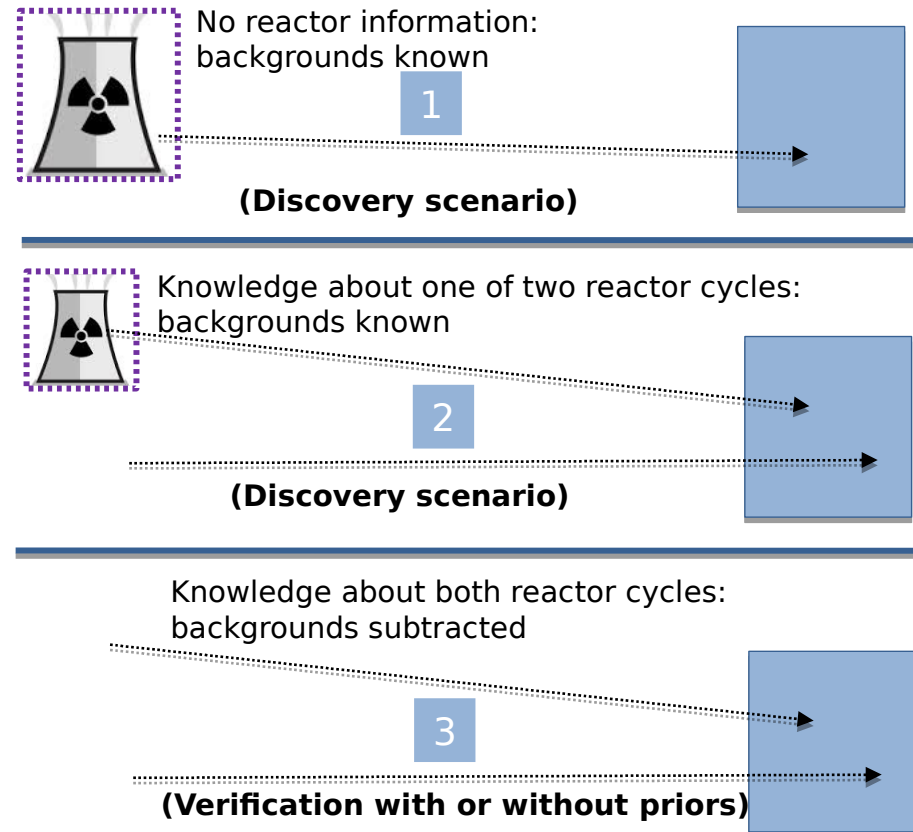 No reactor information:
backgrounds known
1
(Discovery scenario)
Knowledge about one of two reactor cycles:
backgrounds known
2
(Discovery scenario)
Knowledge about both reactor cycles:
backgrounds subtracted
3
(Verification with or without priors)